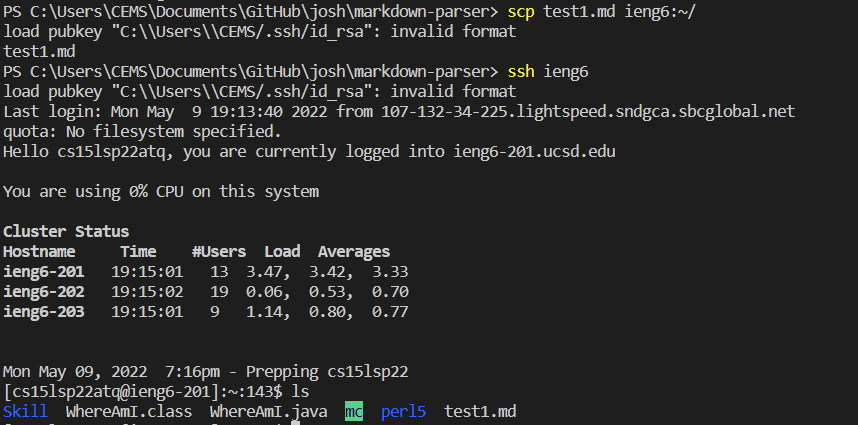 PS C:\Users\CEMS\Documents\GitHub\josh\markdown-parser> scp test1.md ieng6:~/
load pubkey "C:\\Users\\CEMS/.ssh/id_rsa": invalid format
test1.md
PS C:\Users\CEMS\Documents\GitHub\josh\markdown-parser> ssh ieng6
load pubkey "C:\\Users\\CEMS/.ssh/id_rsa": invalid format
Last login: Mon May  9 19:13:40 2022 from 107-132-34-225.lightspeed.sndgca.sbcglobal.net
quota: No filesystem specified.
Hello cs15lsp22atq, you are currently logged into ieng6-201.ucsd.edu
You are using 0% CPU on this system
Cluster Status
Hostname     Time    #Users  Load  Averages
ieng6-201   19:15:01   13  3.47,  3.42,  3.33
ieng6-202   19:15:02   19  0.06,  0.53,  0.70
ieng6-203   19:15:01   9   1.14,  0.80,  0.77
Mon May 09, 2022  7:16pm - Prepping cs15lsp22
[cs15lsp22atq@ieng6-201]:~:143$ ls
Skill  WhereAmI.class  WhereAmI.java  mc  perl5  test1.md